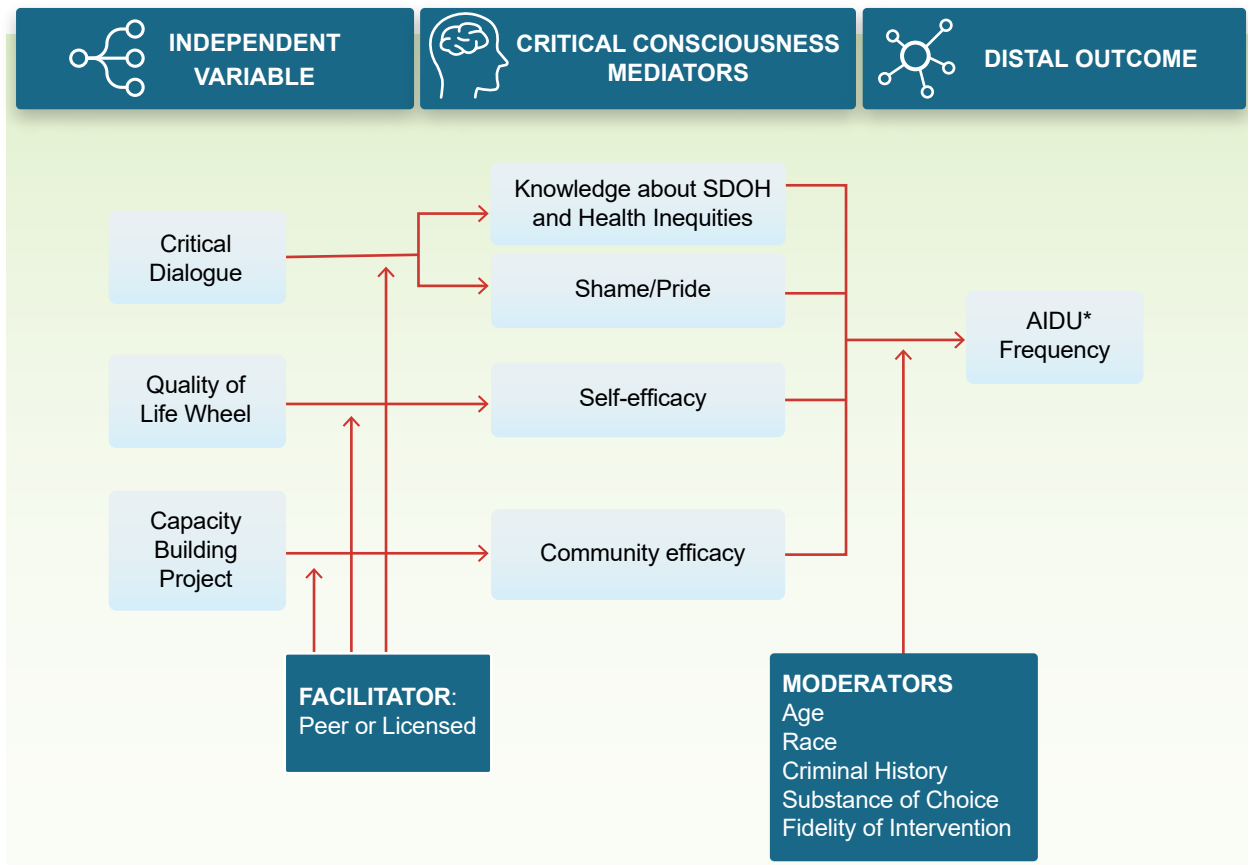 INDEPENDENT
VARIABLE
CRITICAL CONSCIOUSNESS
MEDIATORS
DISTAL OUTCOME
Critical
Dialogue
Quality of
Life Wheel
Capacity
Building
Project
Knowledge about SDOH
and Health Inequities
Shame/Pride
Self-efficacy
Community efficacy
AIDU*
Frequency
FACILITATOR:
Peer or Licensed
MODERATORS
Age
Race
Criminal History
Substance of Choice
Fidelity of Intervention